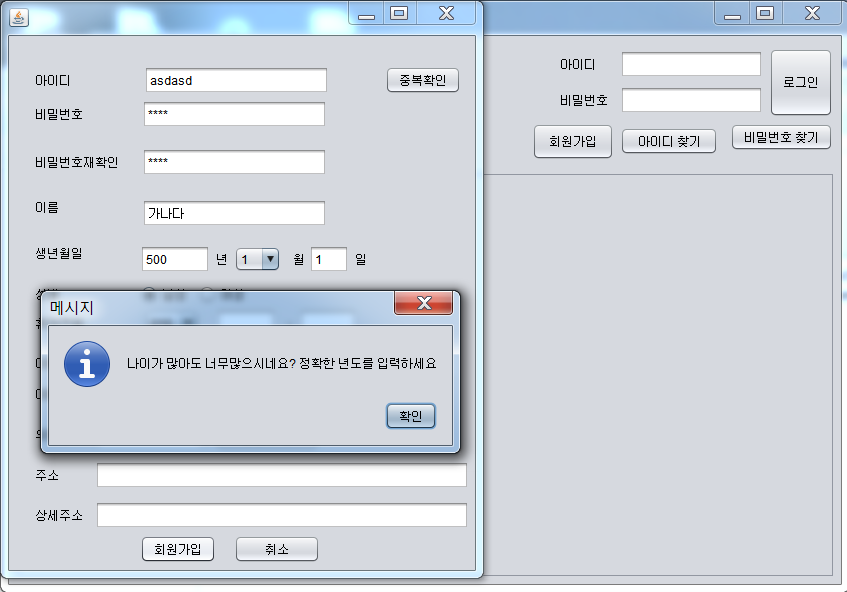 아이디 asdasd 중복확인
비밀번호 ****
비밀번호재확인 ****
이름 가나다
생년월일 500 년 1 월 1 일
메시지
나이가 많아도 너무많으시네요? 정확한 년도를 입력하세요
확인
주소
상세주소
회원가입 취소
아이디
비밀번호
로그인
회원가입 아이디 찾기 비밀번호 찾기